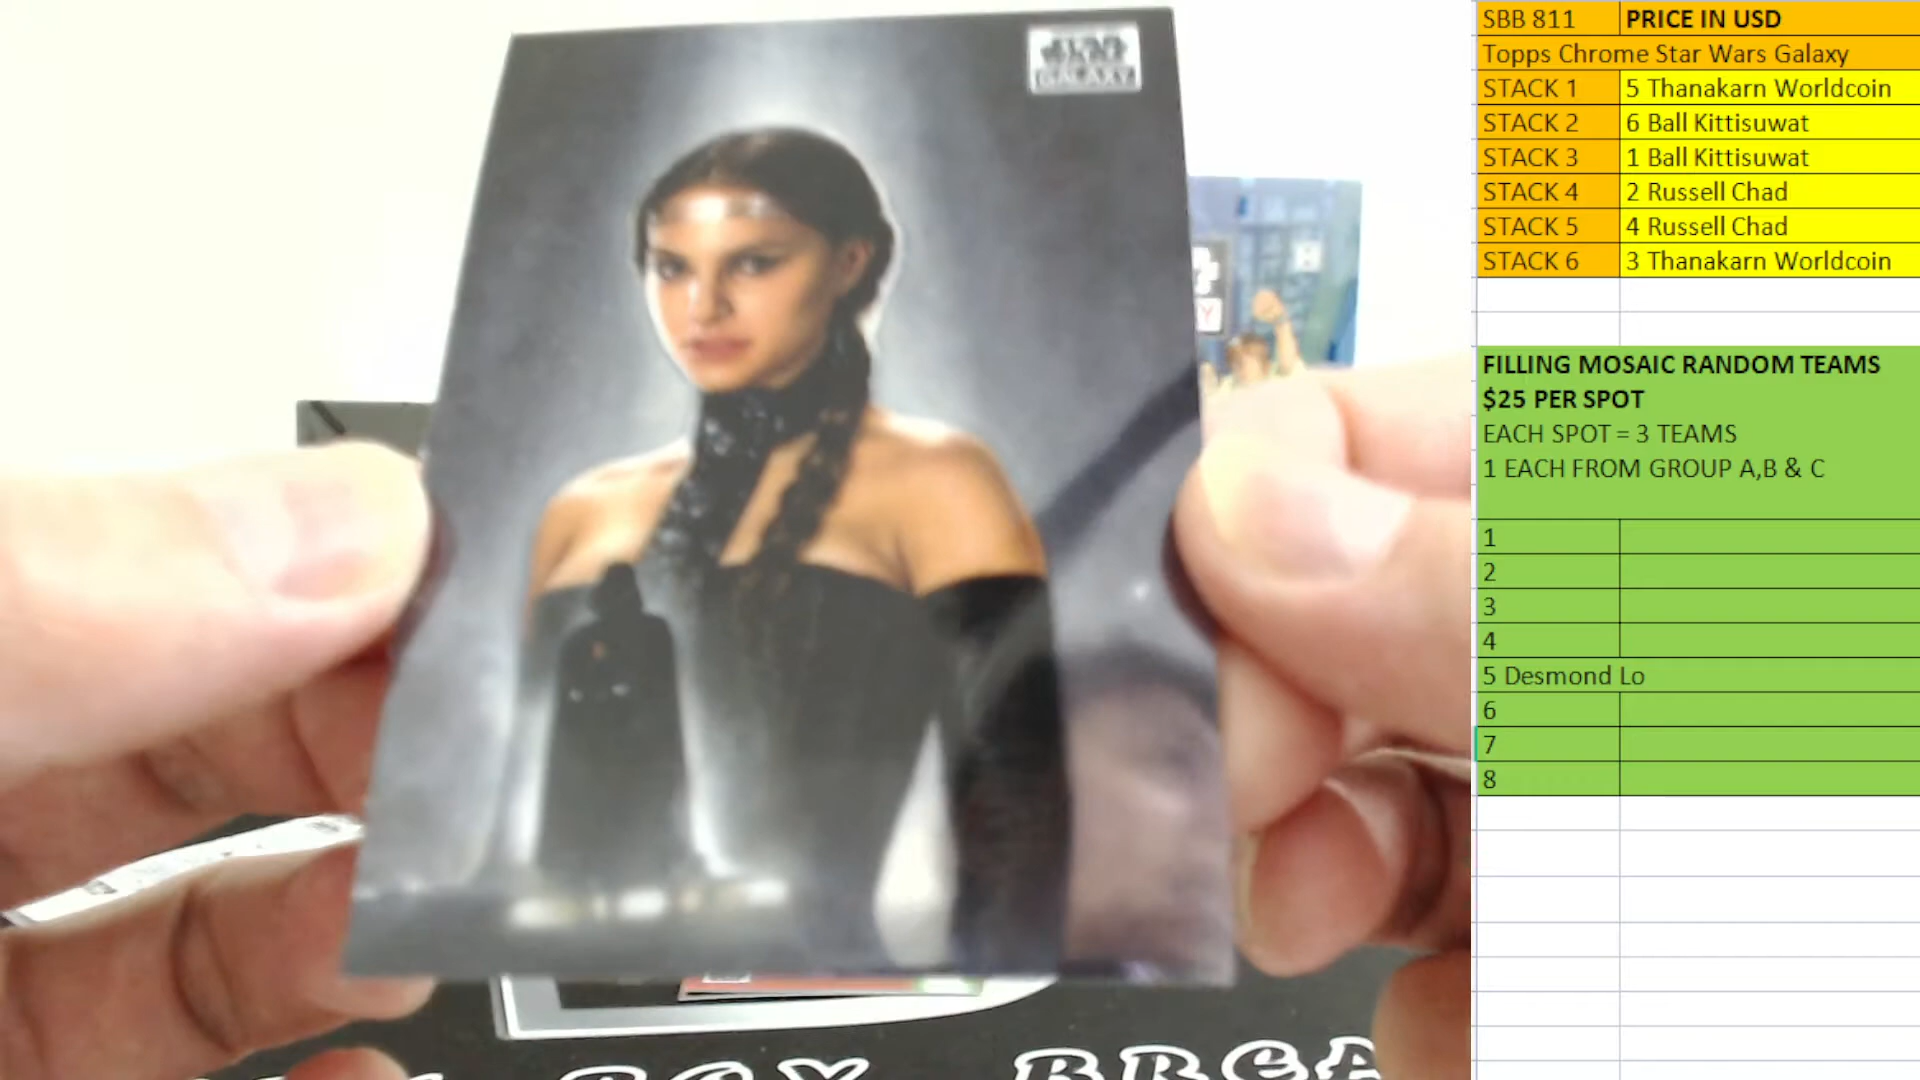 STAR
WARS
GALAXY
SBB 811 PRICE IN USD
Topps Chrome Star Wars Galaxy
STACK 1 5 Thanakarn Worldcoin
STACK 2 6 Ball Kittisuwat
STACK 3 1 Ball Kittisuwat
STACK 4 2 Russell Chad
STACK 5 4 Russell Chad
STACK 6 3 Thanakarn Worldcoin
FILLING MOSAIC RANDOM TEAMS
$25 PER SPOT
EACH SPOT = 3 TEAMS
1 EACH FROM GROUP A,B & C
1
2
3
4
5 Desmond Lo
6
7
8